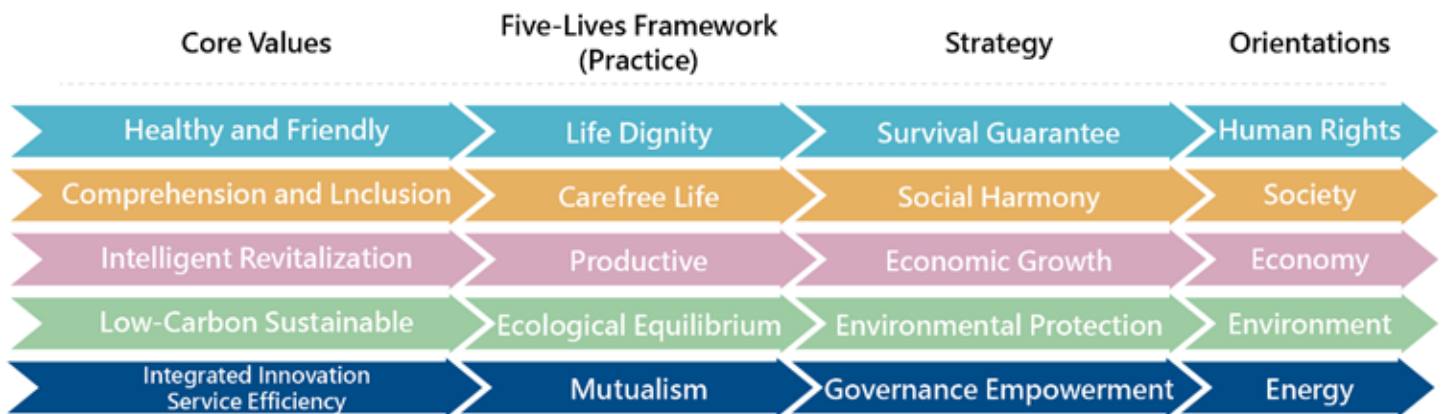 Core Values
Five-Lives Framework
(Practice)
Strategy
Orientations
Healthy and Friendly
Life Dignity
Survival Guarantee
Human Rights
Comprehension and Lnclusion
Carefree Life
Social Harmony
Society
Intelligent Revitalization
Productive
Economic Growth
Economy
Low-Carbon Sustainable
Ecological Equilibrium
Environmental Protection
Environment
Integrated Innovation
Service Efficiency
Mutualism
Governance Empowerment
Energy